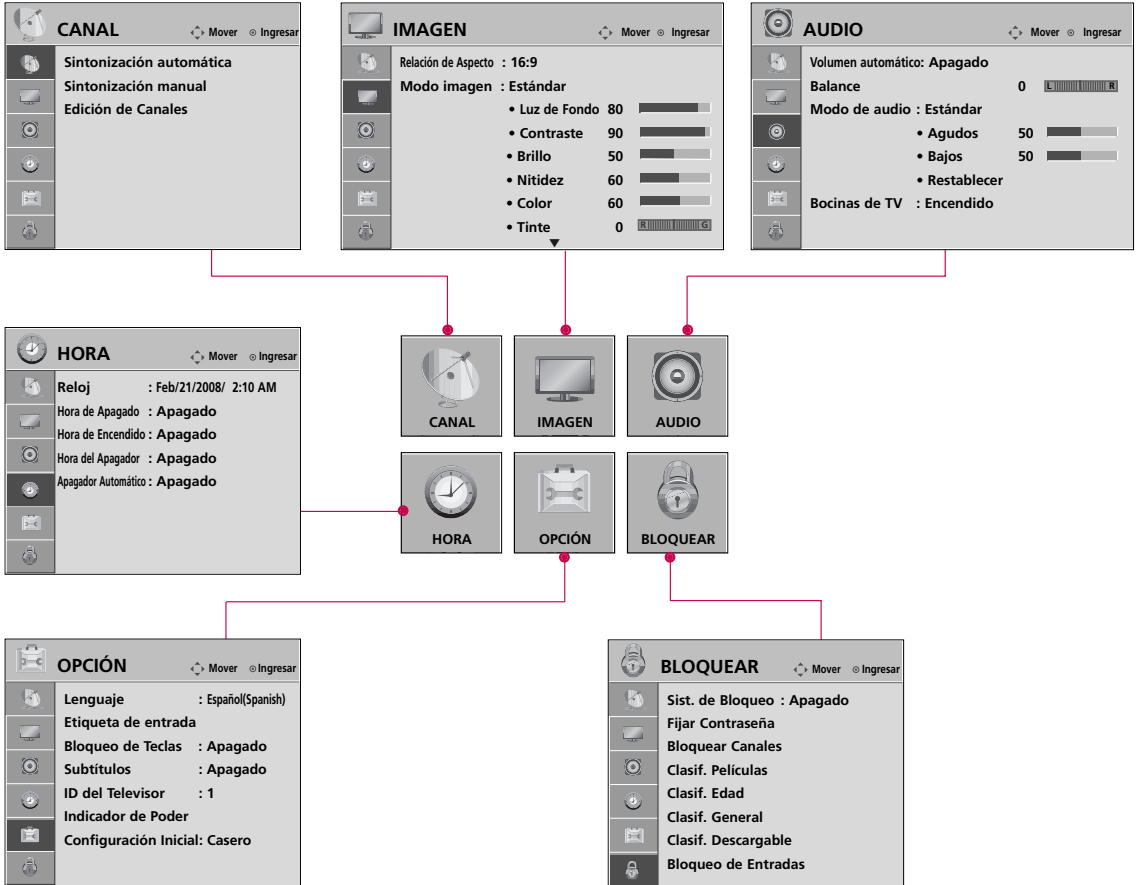 CANAL Mover Ingresar
Sintonización automática
Sintonización manual
Edición de Canales
IMAGEN Mover Ingresar
Relación de Aspecto : 16:9
Modo imagen : Estándar
• Luz de Fondo 80
• Contraste 90
• Brillo 50
• Nitidez 60
• Color 60
• Tinte 0 R G
AUDIO Mover Ingresar
Volumen automático: Apagado
Balance 0 L R
Modo de audio : Estándar
• Agudos 50
• Bajos 50
• Restablecer
Bocinas de TV : Encendido
HORA Mover Ingresar
Reloj : Feb/21/2008/ 2:10 AM
Hora de Apagado : Apagado
Hora de Encendido : Apagado
Hora del Apagador : Apagado
Apagador Automático : Apagado
CANAL IMAGEN AUDIO
HORA OPCIÓN BLOQUEAR
OPCIÓN Mover Ingresar
Lenguaje : Español(Spanish)
Etiqueta de entrada
Bloqueo de Teclas : Apagado
Subtítulos : Apagado
ID del Televisor : 1
Indicador de Poder
Configuración Inicial: Casero
BLOQUEAR Mover Ingresar
Sist. de Bloqueo : Apagado
Fijar Contraseña
Bloquear Canales
Clasif. Películas
Clasif. Edad
Clasif. General
Clasif. Descargable
Bloqueo de Entradas